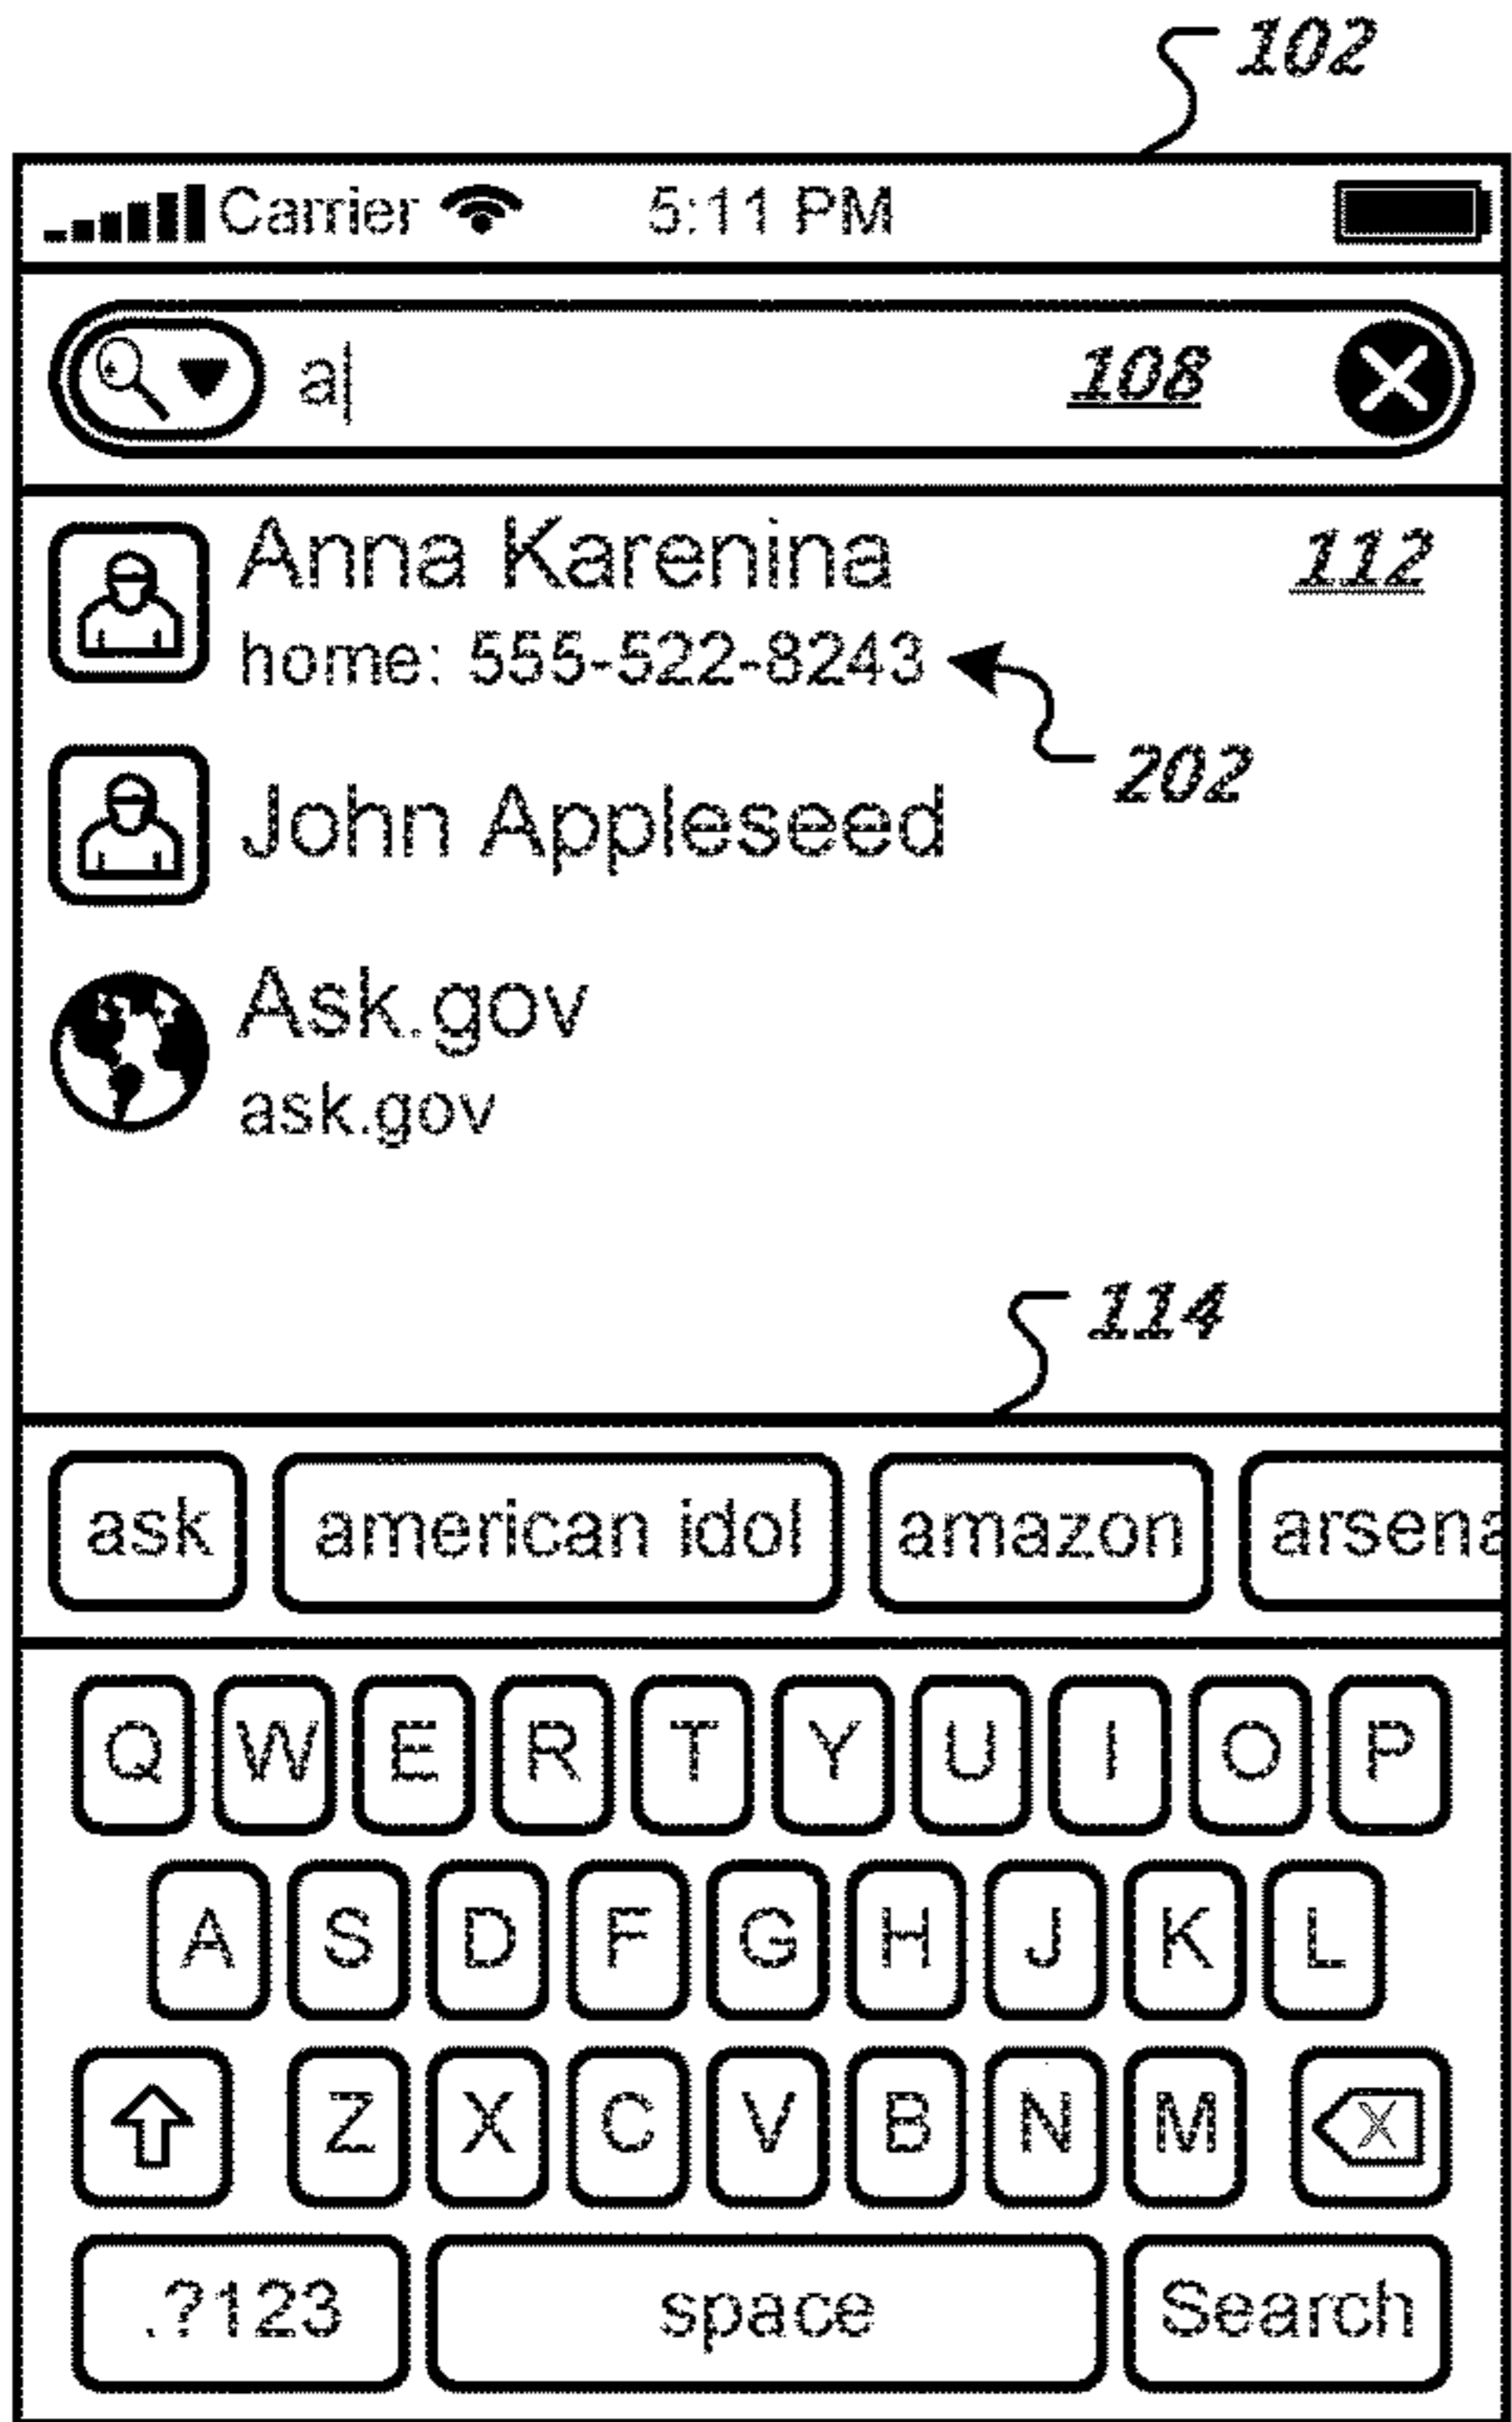 102
Carrier 5:11 PM
a 108
Anna Karenina 112
home: 555-522-8243
202
John Appleseed
Ask.gov
ask.gov
114
ask american idol amazon arsena
Q W E R T Y U I O P
A S D F G H J K L
Z X C V B N M X
.?123 space Search